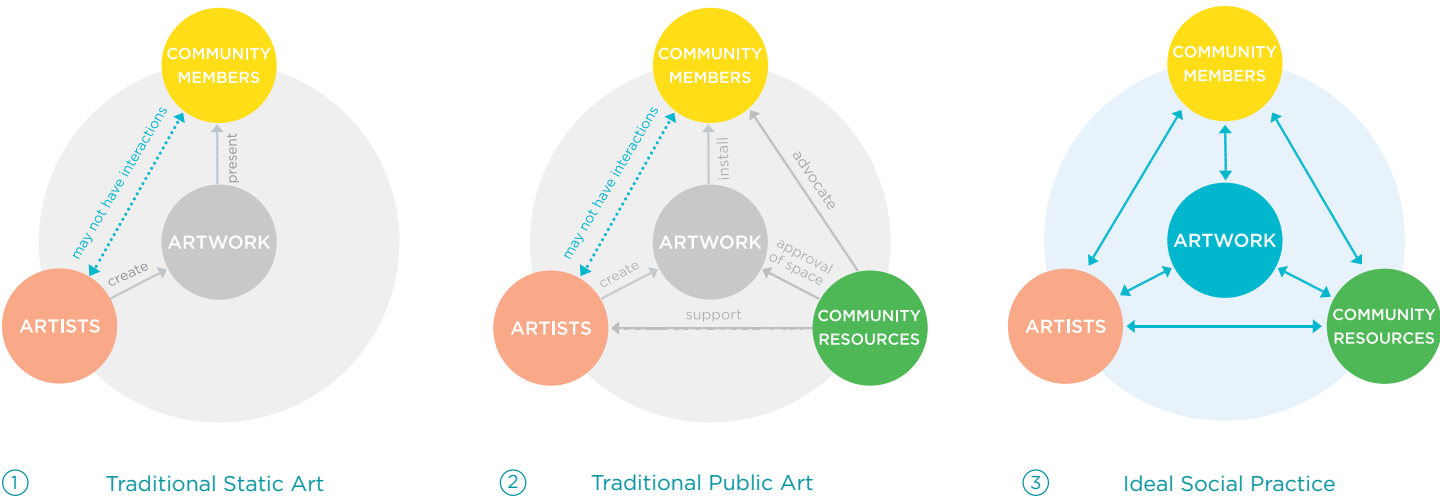 COMMUNITY
MEMBERS
may not have interactions
present
ARTWORK
create
ARTISTS
1
Traditional Static Art
COMMUNITY
MEMBERS
may not have interactions
install
advocate
ARTWORK
create
approval
of space
support
ARTISTS
COMMUNITY
RESOURCES
2
Traditional Public Art
COMMUNITY
MEMBERS
ARTWORK
ARTISTS
COMMUNITY
RESOURCES
3
Ideal Social Practice